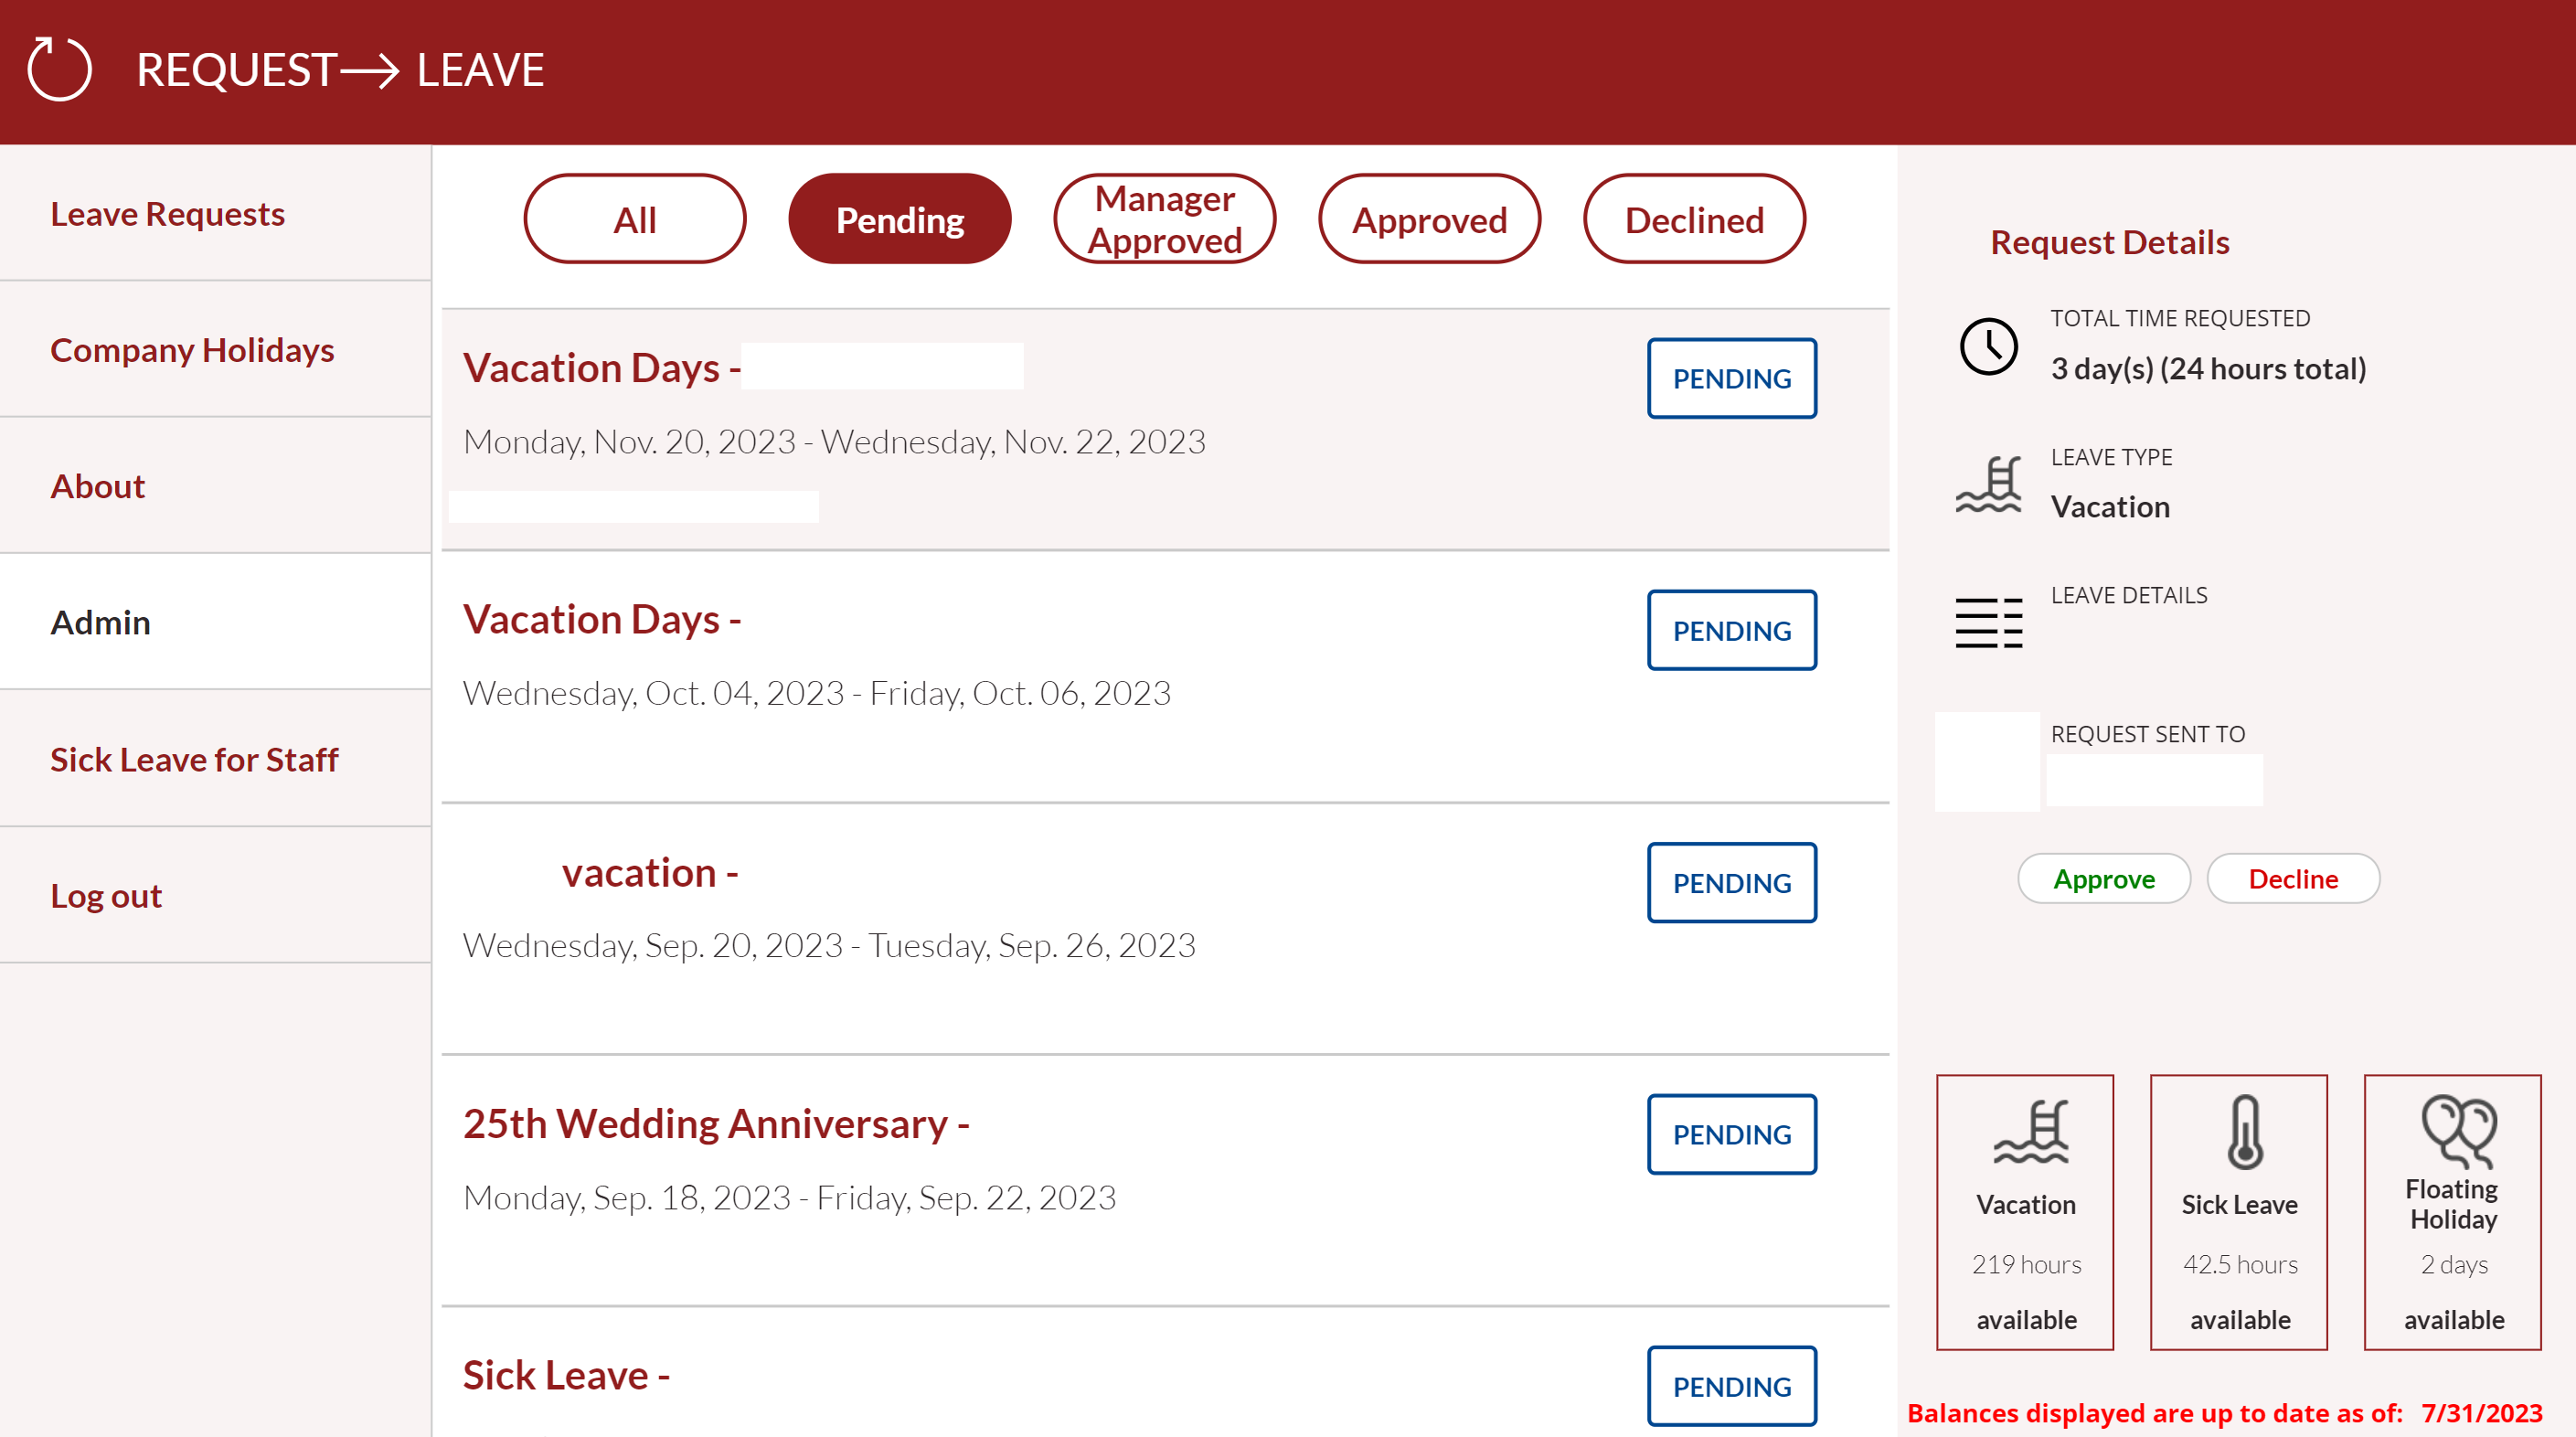 REQUEST→ LEAVE
Leave Requests
Company Holidays
About
Admin
Sick Leave for Staff
Log out
All
Pending
Manager
Approved
Approved
Declined
Vacation Days -
PENDING
Monday, Nov. 20, 2023 - Wednesday, Nov. 22, 2023
Vacation Days -
PENDING
Wednesday, Oct. 04, 2023 - Friday, Oct. 06, 2023
vacation -
PENDING
Wednesday, Sep. 20, 2023 - Tuesday, Sep. 26, 2023
25th Wedding Anniversary -
PENDING
Monday, Sep. 18, 2023 - Friday, Sep. 22, 2023
Sick Leave -
PENDING
Request Details
TOTAL TIME REQUESTED
3 day(s) (24 hours total)
LEAVE TYPE
Vacation
LEAVE DETAILS
REQUEST SENT TO
Approve
Decline
Vacation
219 hours
available
Sick Leave
42.5 hours
available
Floating
Holiday
2 days
available
Balances displayed are up to date as of: 7/31/2023